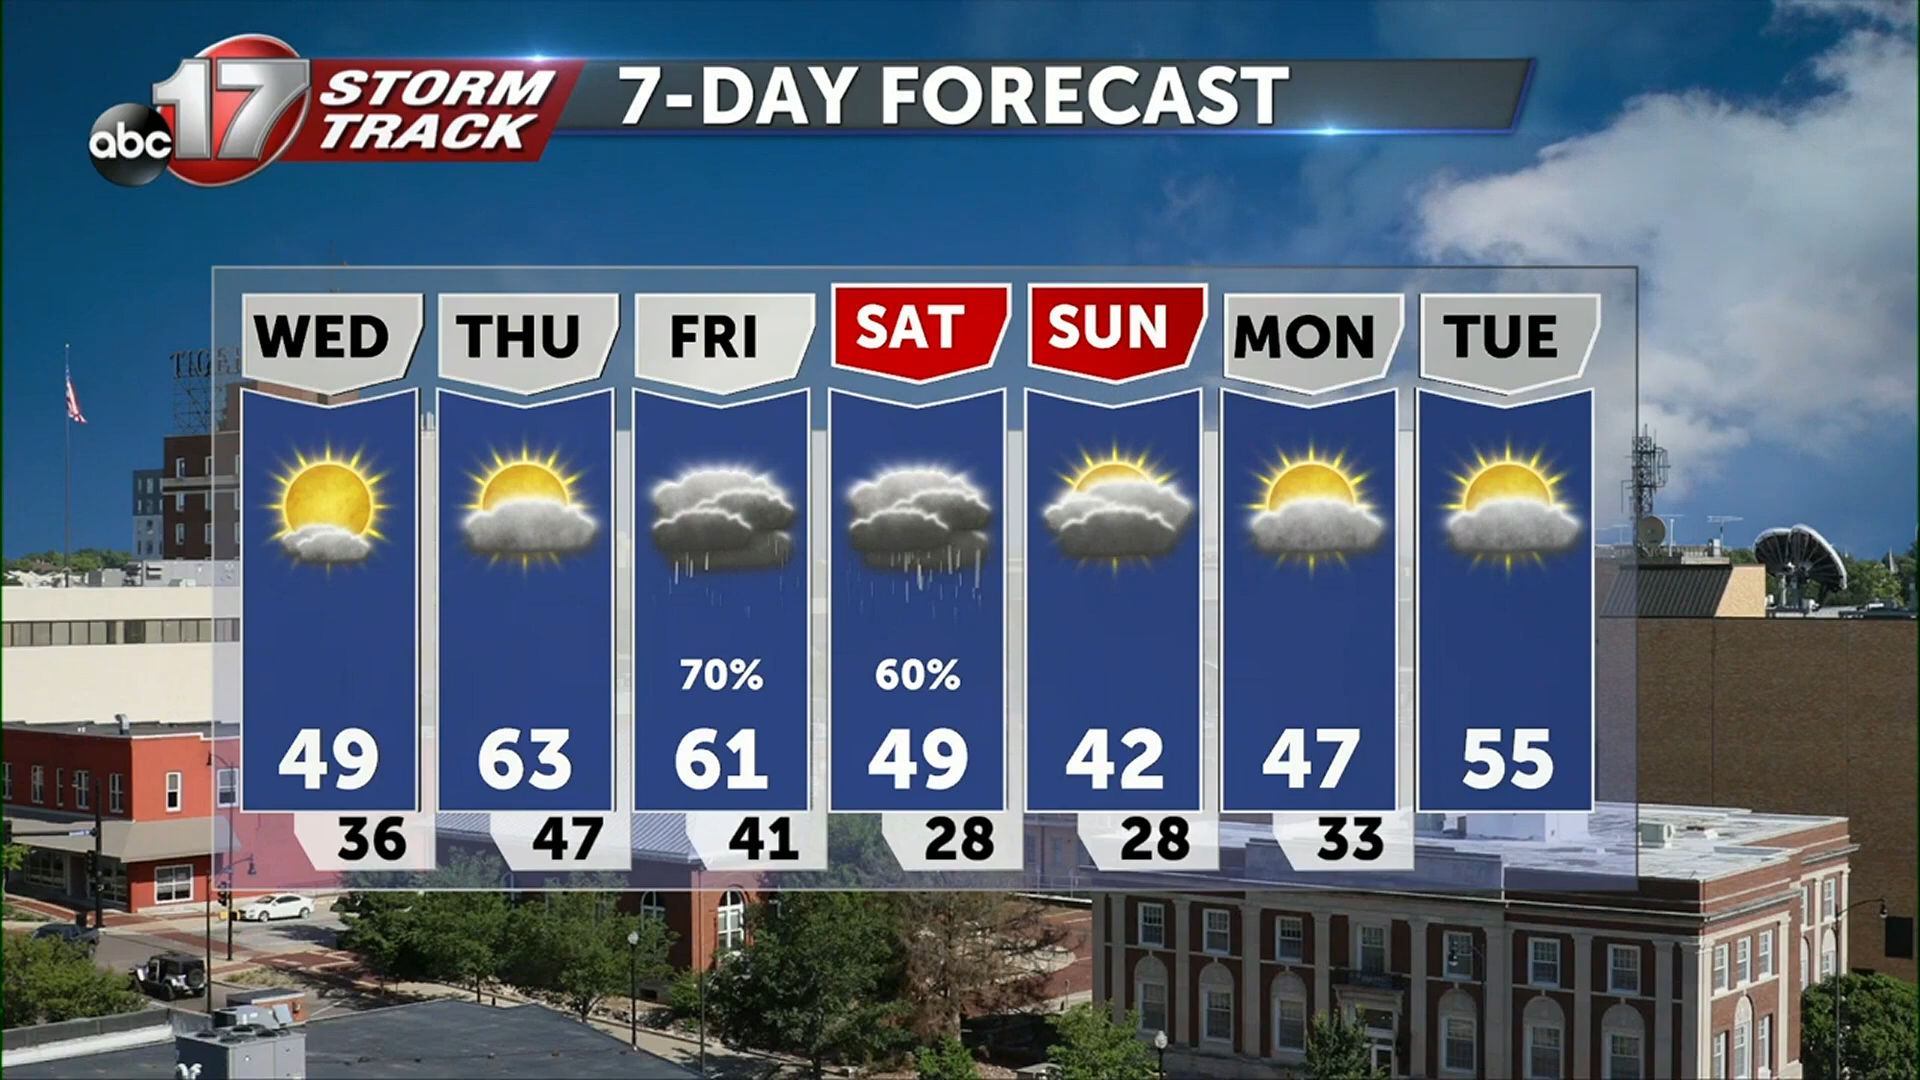 abc 17 STORM TRACK
7-DAY FORECAST
WED THU FRI SAT SUN MON TUE
TIGER
70% 60%
49 63 61 49 42 47 55
36 47 41 28 28 33